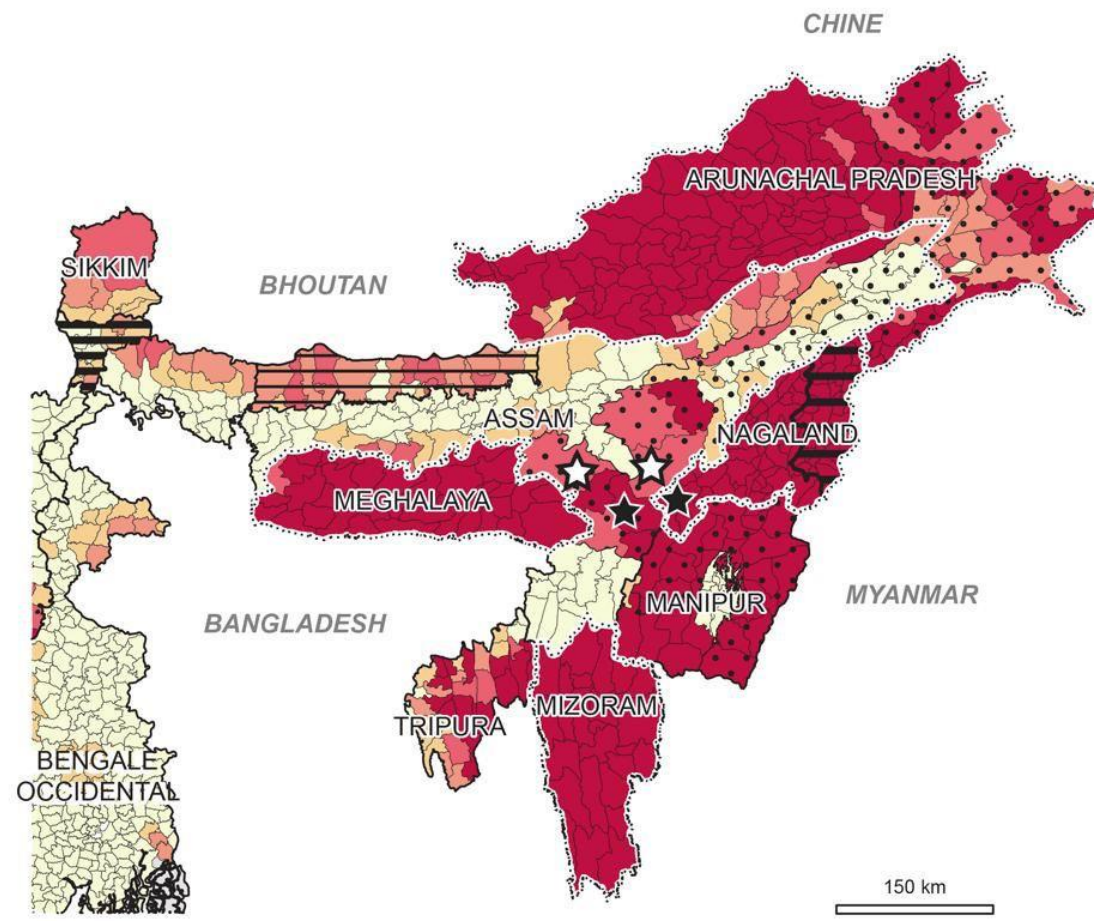 CHINE
ARUNACHAL PRADESH
SIKKIM
BHOUTAN
ASSAM
NAGALAND
MEGHALAYA
MANIPUR
MYANMAR
BANGLADESH
MIZORAM
TRIPURA
BENGALE
OCCIDENTAL
150 km